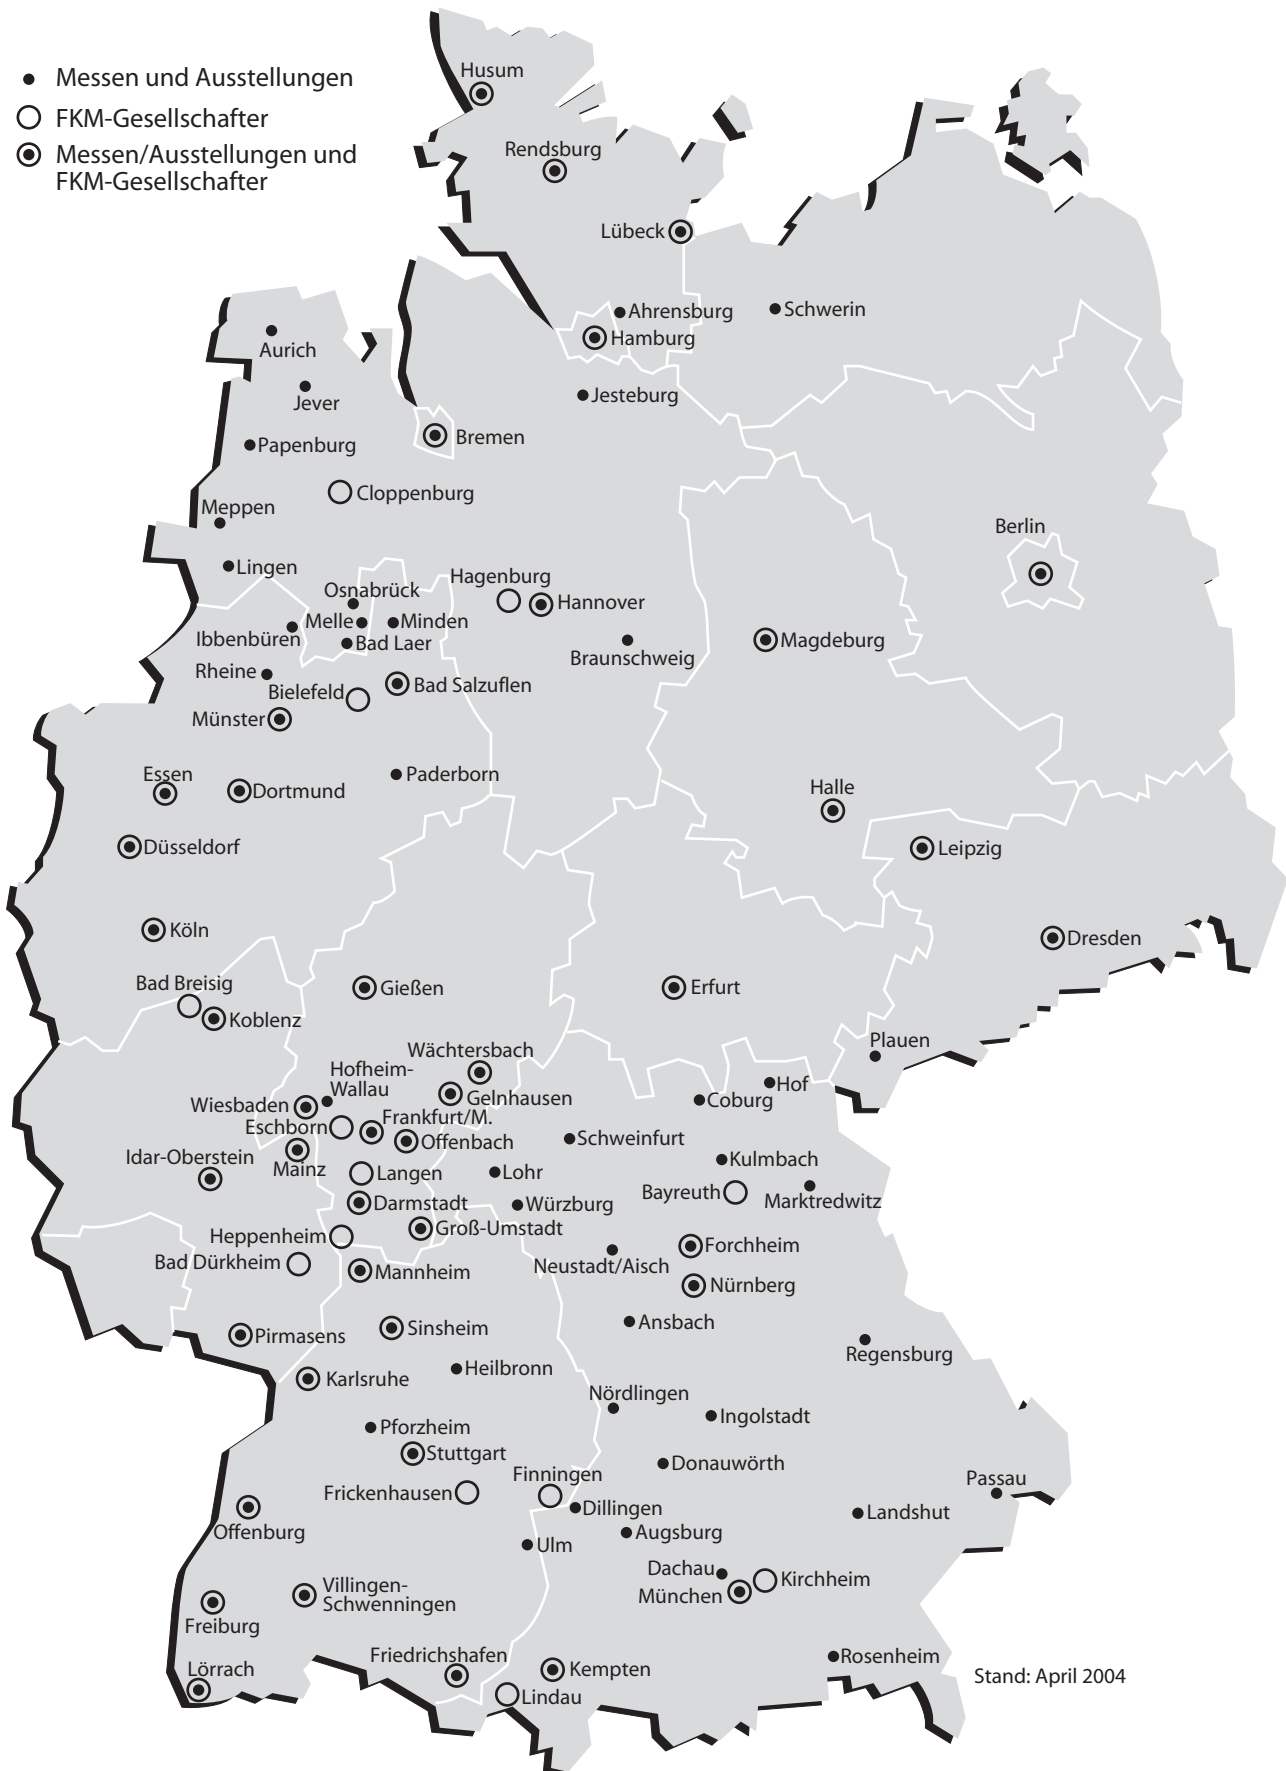 Messen und Ausstellungen
FKM-Gesellschafter
Messen/Ausstellungen und
FKM-Gesellschafter
Husum
Rendsburg
Lübeck
Ahrensburg
Schwerin
Hamburg
Aurich
Jever
Jesteburg
Papenburg
Bremen
Cloppenburg
Meppen
Berlin
Lingen
Hagenburg
Osnabrück
Hannover
Melle
Minden
Ibbenbüren
Bad Laer
Braunschweig
Magdeburg
Rheine
Bielefeld
Bad Salzuflen
Münster
Essen
Paderborn
Dortmund
Halle
Düsseldorf
Leipzig
Köln
Dresden
Bad Breisig
Gießen
Erfurt
Koblenz
Plauen
Wächtersbach
Hofheim-
Wallau
Hof
Gelnhausen
Coburg
Wiesbaden
Frankfurt/M.
Eschborn
Offenbach
Schweinfurt
Idar-Oberstein
Mainz
Kulmbach
Langen
Lohr
Bayreuth
Marktredwitz
Darmstadt
Würzburg
Groß-Umstadt
Heppenheim
Forchheim
Bad Dürkheim
Neustadt/Aisch
Mannheim
Nürnberg
Ansbach
Pirmasens
Sinsheim
Regensburg
Heilbronn
Karlsruhe
Nördlingen
Ingolstadt
Pforzheim
Stuttgart
Donauwörth
Finningen
Passau
Frickenhausen
Dillingen
Landshut
Offenburg
Augsburg
Ulm
Dachau
Kirchheim
Villingen-
Schwenningen
München
Freiburg
Friedrichshafen
Rosenheim
Lörrach
Kempten
Stand: April 2004
Lindau